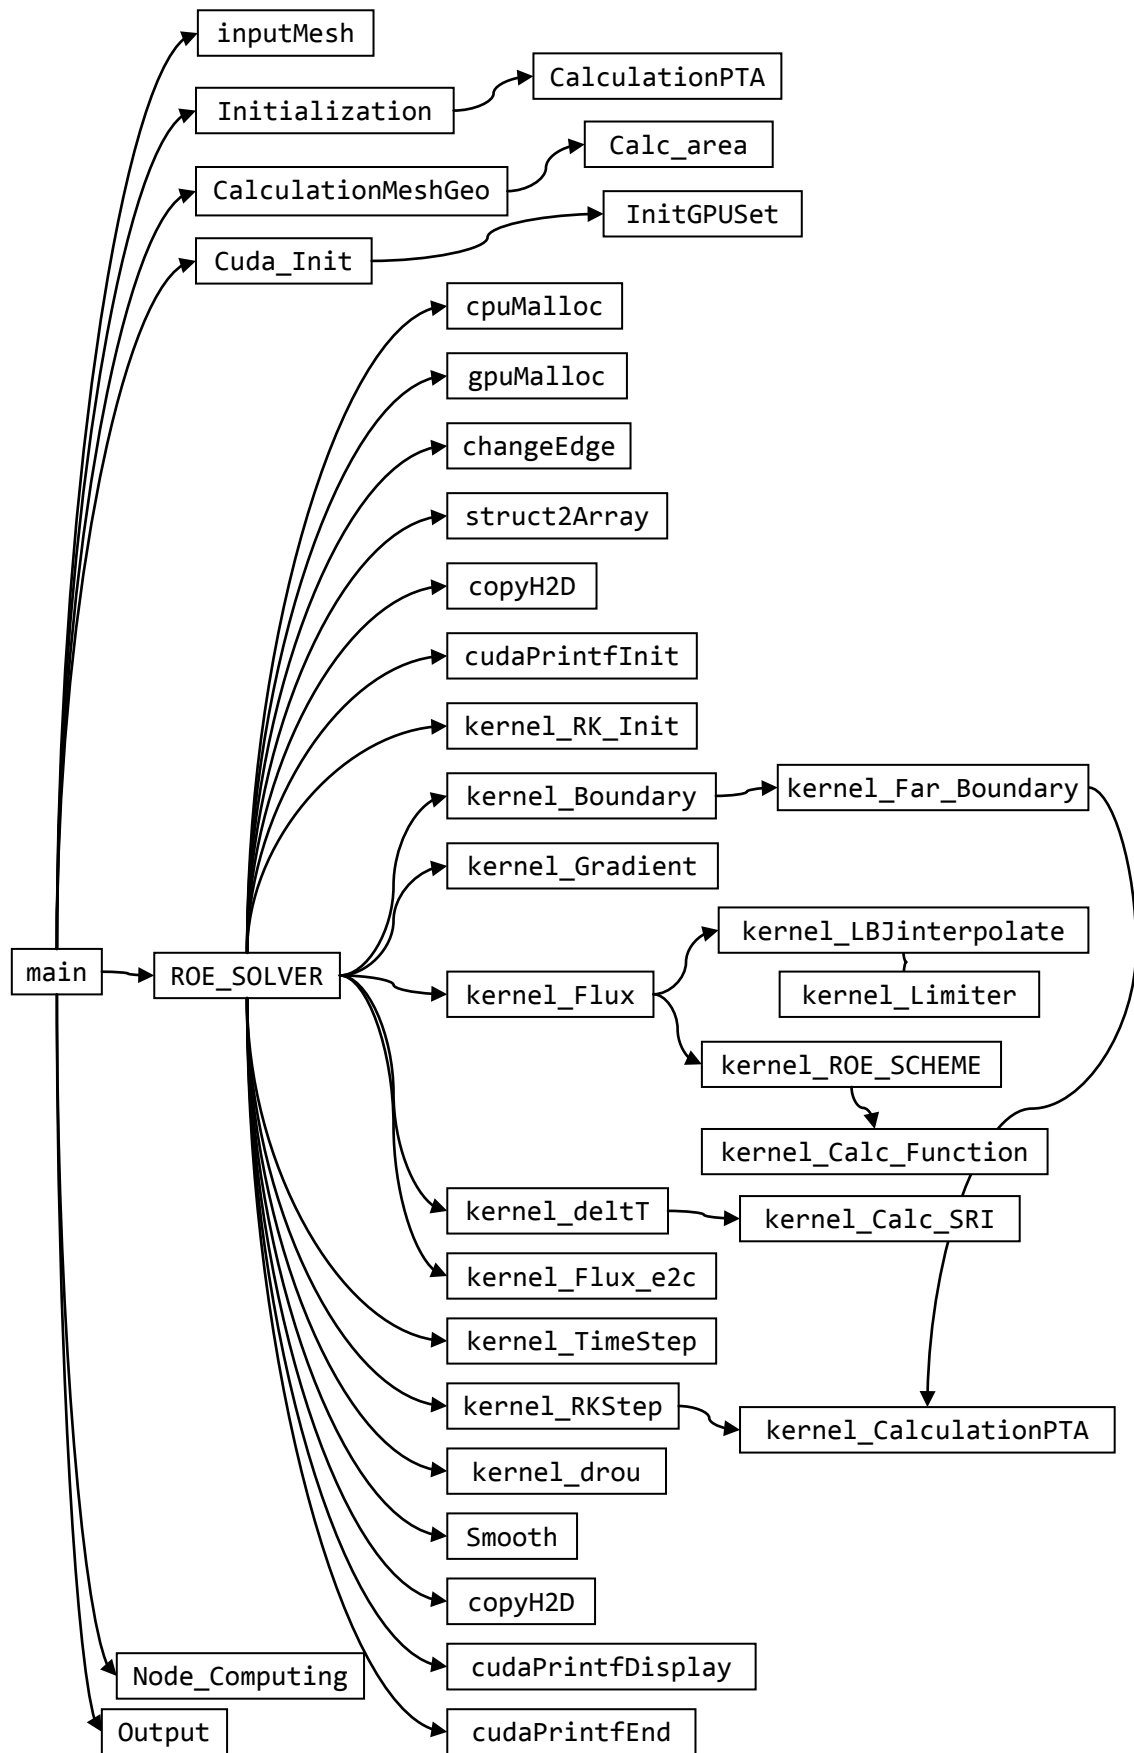 inputMesh
CalculationPTA
Initialization
Calc_area
CalculationMeshGeo
InitGPUSet
Cuda_Init
cpuMalloc
gpuMalloc
changeEdge
struct2Array
copyH2D
cudaPrintfInit
kernel_RK_Init
kernel_Boundary
kernel_Far_Boundary
kernel_Gradient
kernel_LBJinterpolate
main
ROE_SOLVER
kernel_Flux
kernel_Limiter
kernel_ROE_SCHEME
kernel_Calc_Function
kernel_deltT
kernel_Calc_SRI
kernel_Flux_e2c
kernel_TimeStep
kernel_RKStep
kernel_CalculationPTA
kernel_drou
Smooth
copyH2D
cudaPrintfDisplay
Node_Computing
Output
cudaPrintfEnd